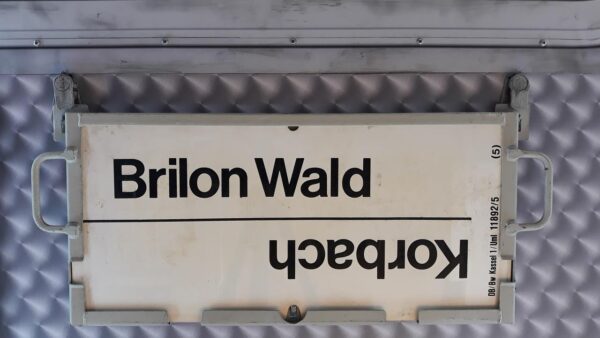 Brilon Wald
Korbach
DB/Bw Kassel 1/Uml 11892/5 (5)